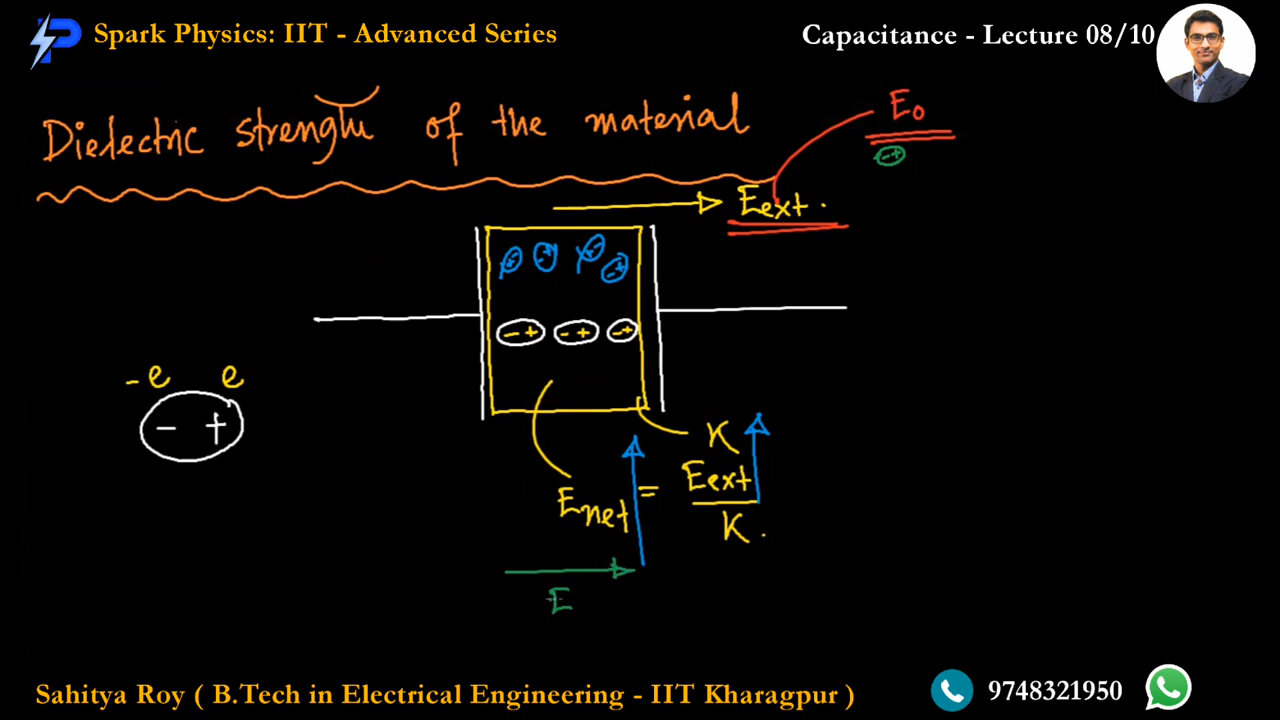 Spark Physics: IIT - Advanced Series
Capacitance - Lecture 08/10
Dielectric strength of the material
E₀
- +
Eext.
- + - + - + - +
- + - + - +
-e e
- +
K
Enet = Eext / K.
E
Sahitya Roy ( B.Tech in Electrical Engineering - IIT Kharagpur )
9748321950